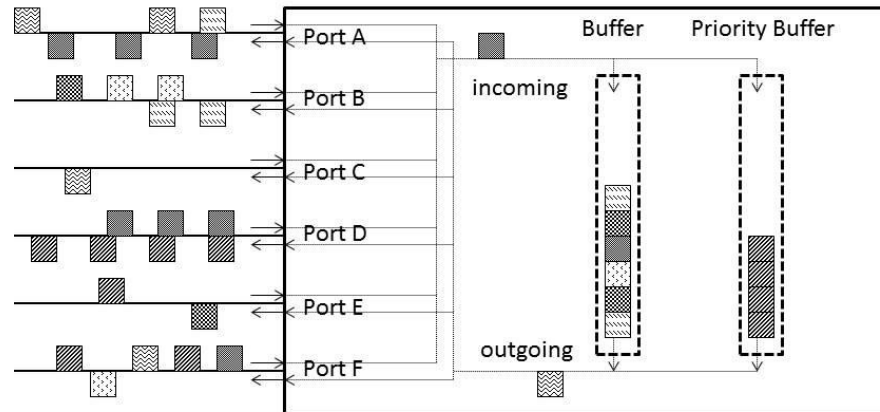 Buffer
Priority Buffer
Port A
incoming
Port B
Port C
Port D
Port E
outgoing
Port F